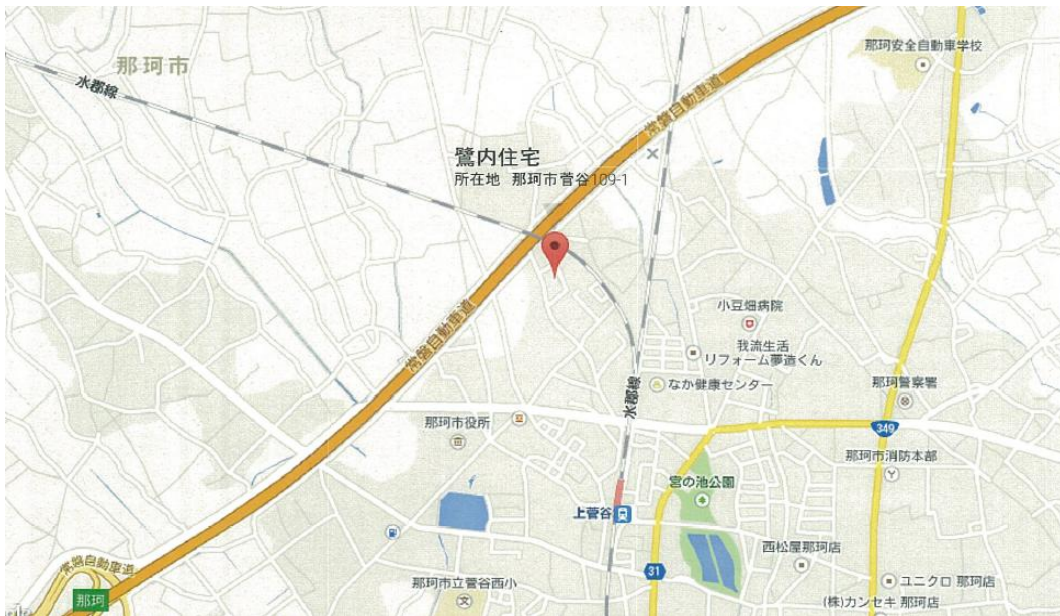 那珂安全自動車学校
那珂市
水郡線
常磐自動車道
鷺内住宅
所在地 那珂市菅谷109-1
常磐自動車道
小豆畑病院
我流生活
リフォーム夢造くん
なか健康センター
水郡線
那珂警察署
349
那珂市役所
那珂市消防本部
宮の池公園
上菅谷
西松屋那珂店
常磐自動車道
31
那珂
那珂市立菅谷西小
ユニクロ 那珂店
(株)カンセキ 那珂店